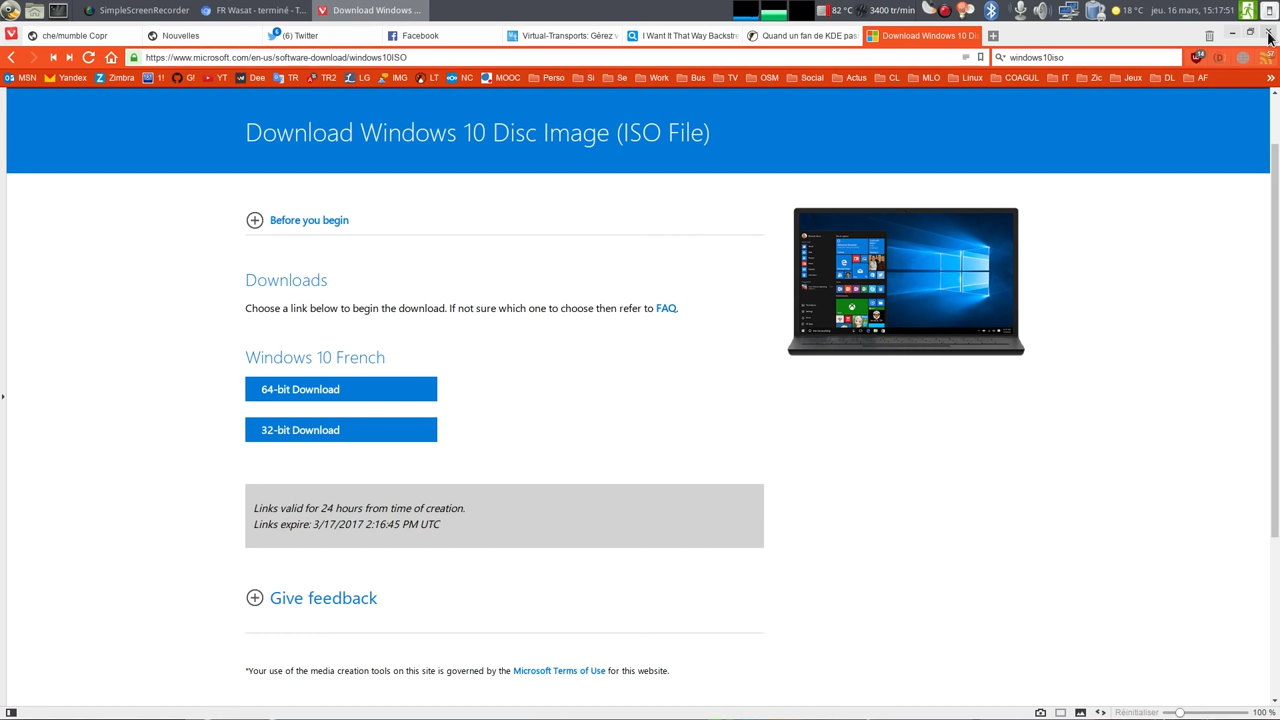 SimpleScreenRecorder
FR Wasat - terminé - T...
Download Windows ...
82 °C
3400 tr/min
18 °C
jeu. 16 mars, 15:17:51
che/mumble Copr
Nouvelles
(6) Twitter
Facebook
Virtual-Transports: Gérez v
I Want It That Way Backstre
Quand un fan de KDE pas
Download Windows 10 Di
https://www.microsoft.com/en-us/software-download/windows10ISO
windows10iso
MSN
Yandex
Zimbra
1!
G!
YT
Dee
TR
TR2
LG
IMG
LT
NC
MOOC
Perso
Si
Se
Work
Bus
TV
OSM
Social
Actus
CL
MLO
Linux
COAGUL
IT
Zic
Jeux
DL
AF
Download Windows 10 Disc Image (ISO File)
Before you begin
Downloads
Choose a link below to begin the download. If not sure which one to choose then refer to FAQ.
Windows 10 French
64-bit Download
32-bit Download
Links valid for 24 hours from time of creation.
Links expire: 3/17/2017 2:16:45 PM UTC
Give feedback
*Your use of the media creation tools on this site is governed by the Microsoft Terms of Use for this website.
Réinitialiser
100 %